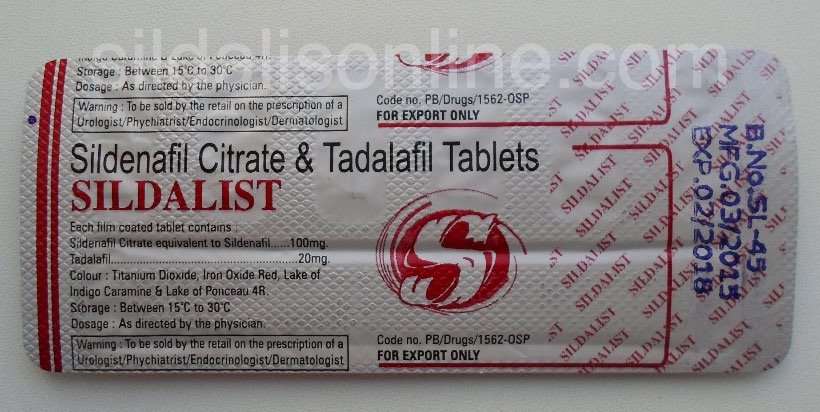 sildalisonline.com
Indigo Caramine & Lake of Ponceau 4R.
Storage : Between 15°C to 30°C
Dosage : As directed by the physician.
Warning : To be sold by the retail on the prescription of a
Urologist/Phychiatrist/Endocrinologist/Dermatologist
Code no. PB/Drugs/1562-OSP
FOR EXPORT ONLY
Sildenafil Citrate & Tadalafil Tablets
SILDALIST
Each film coated tablet contains :
Sildenafil Citrate equivalent to Sildenafil......100mg.
Tadalafil......................................................20mg.
Colour : Titanium Dioxide, Iron Oxide Red, Lake of
Indigo Caramine & Lake of Ponceau 4R.
Storage : Between 15°C to 30°C
Dosage : As directed by the physician.
Warning : To be sold by the retail on the prescription of a
Urologist/Phychiatrist/Endocrinologist/Dermatologist
Code no. PB/Drugs/1562-OSP
FOR EXPORT ONLY
SILDALIST
B.No.SL-45
MFG.03/2015
EXP.02/2018